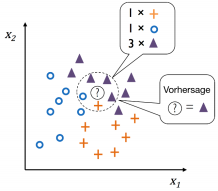 1 × +
1 × o
3 × ▲
x₂
?
Vorhersage
? = ▲
x₁